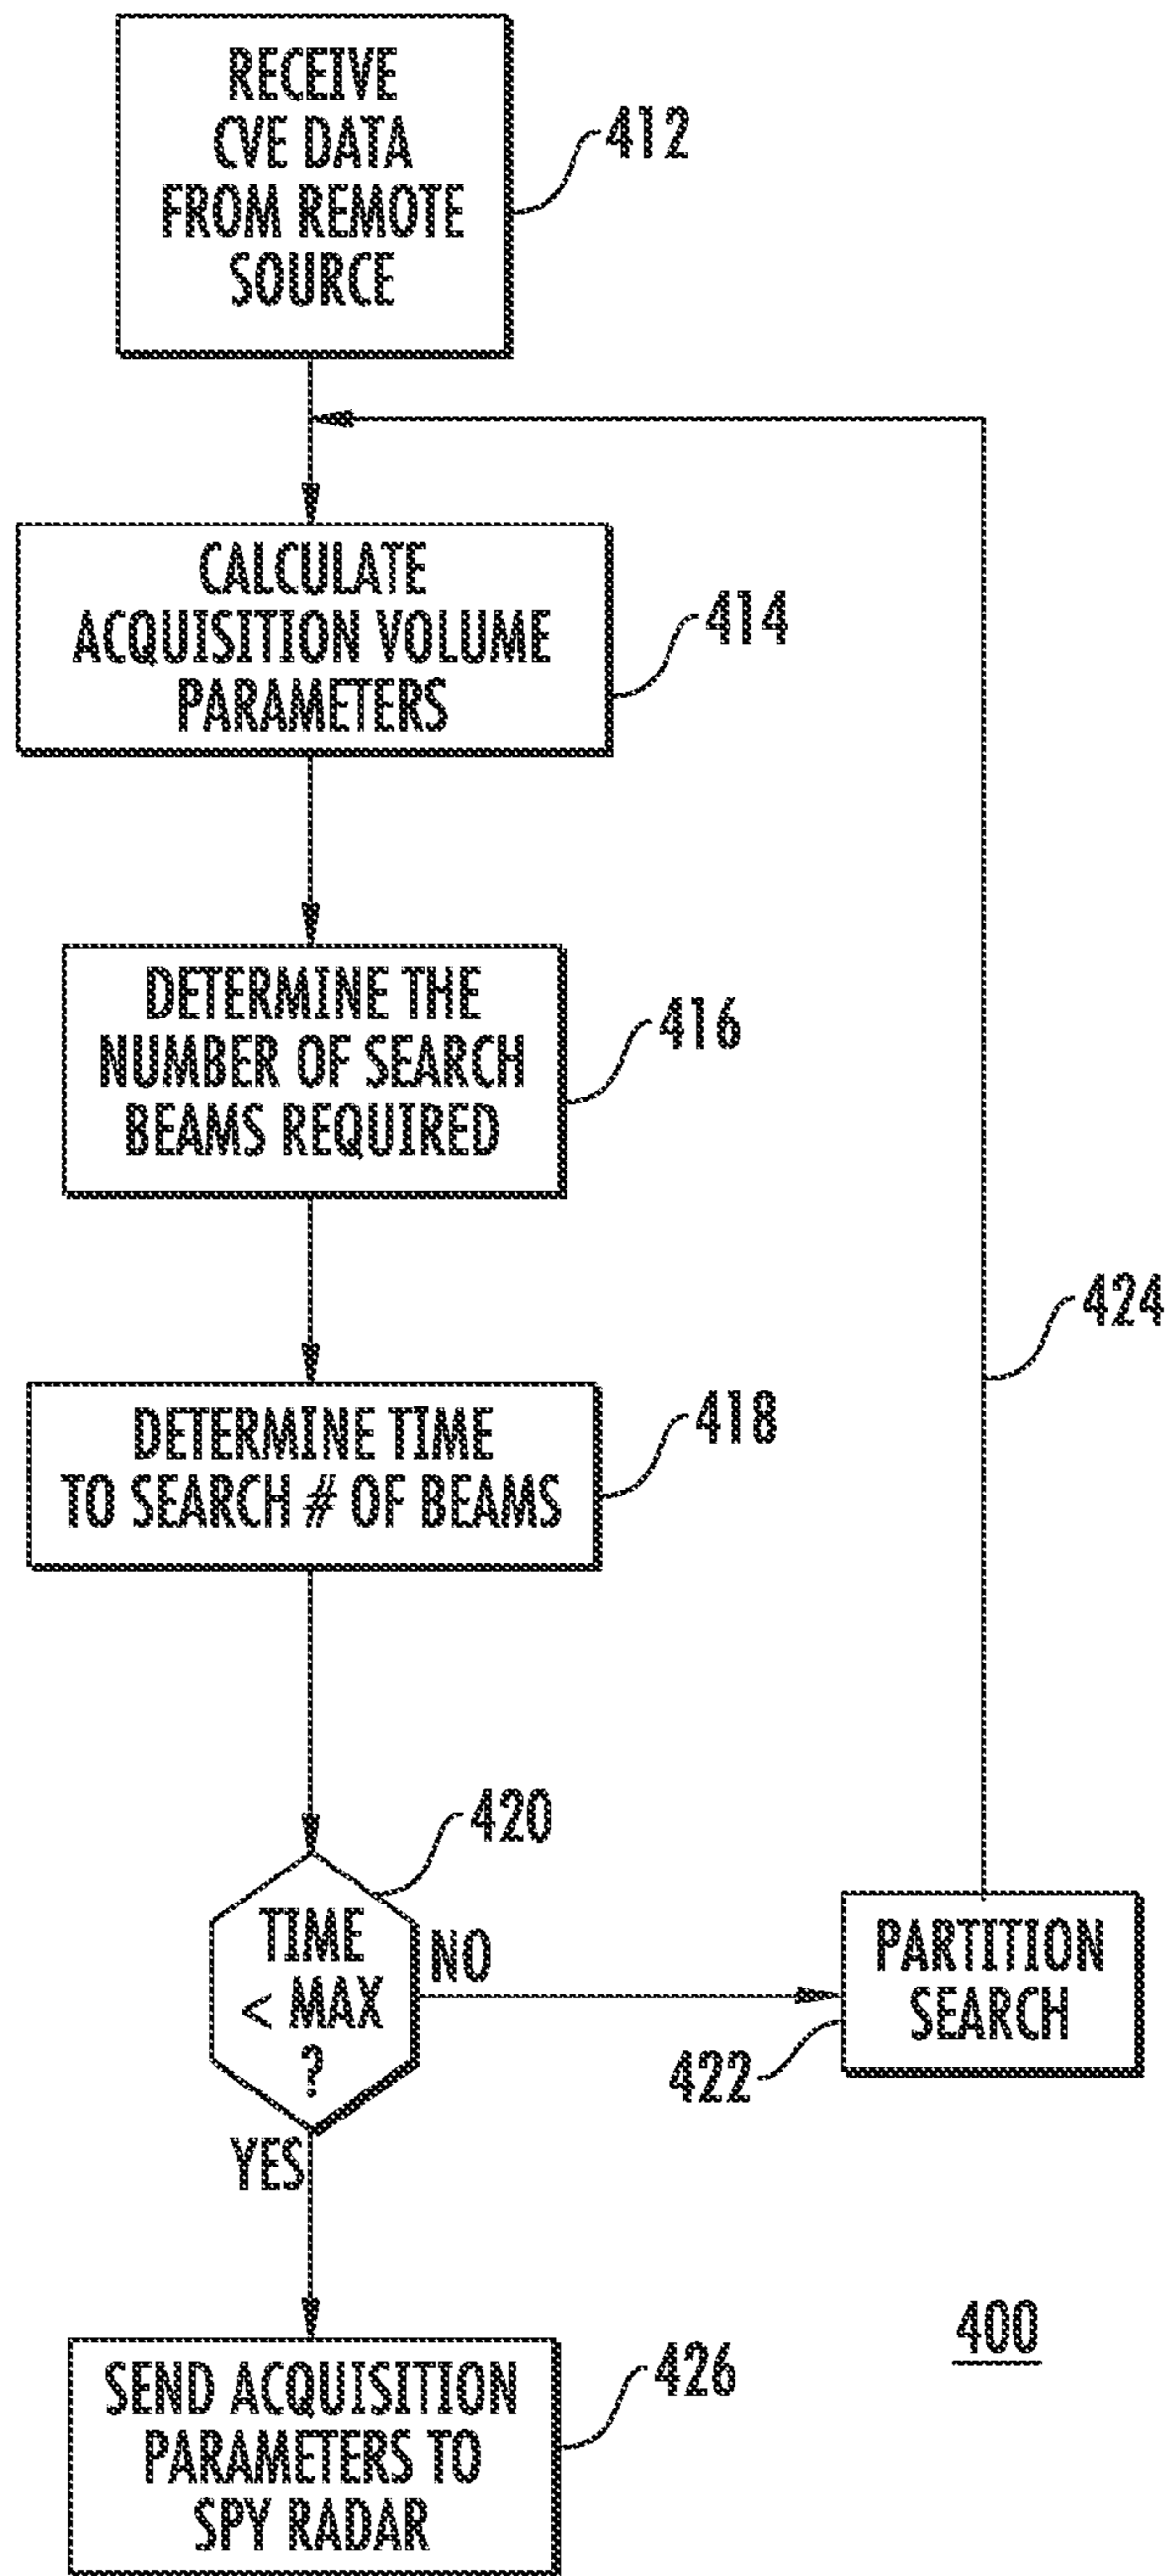 RECEIVE
CVE DATA
FROM REMOTE
SOURCE
412
CALCULATE
ACQUISITION VOLUME
PARAMETERS
414
DETERMINE THE
NUMBER OF SEARCH
BEAMS REQUIRED
416
424
DETERMINE TIME
TO SEARCH # OF BEAMS
418
420
TIME
< MAX
?
NO
YES
PARTITION
SEARCH
422
400
SEND ACQUISITION
PARAMETERS TO
SPY RADAR
426